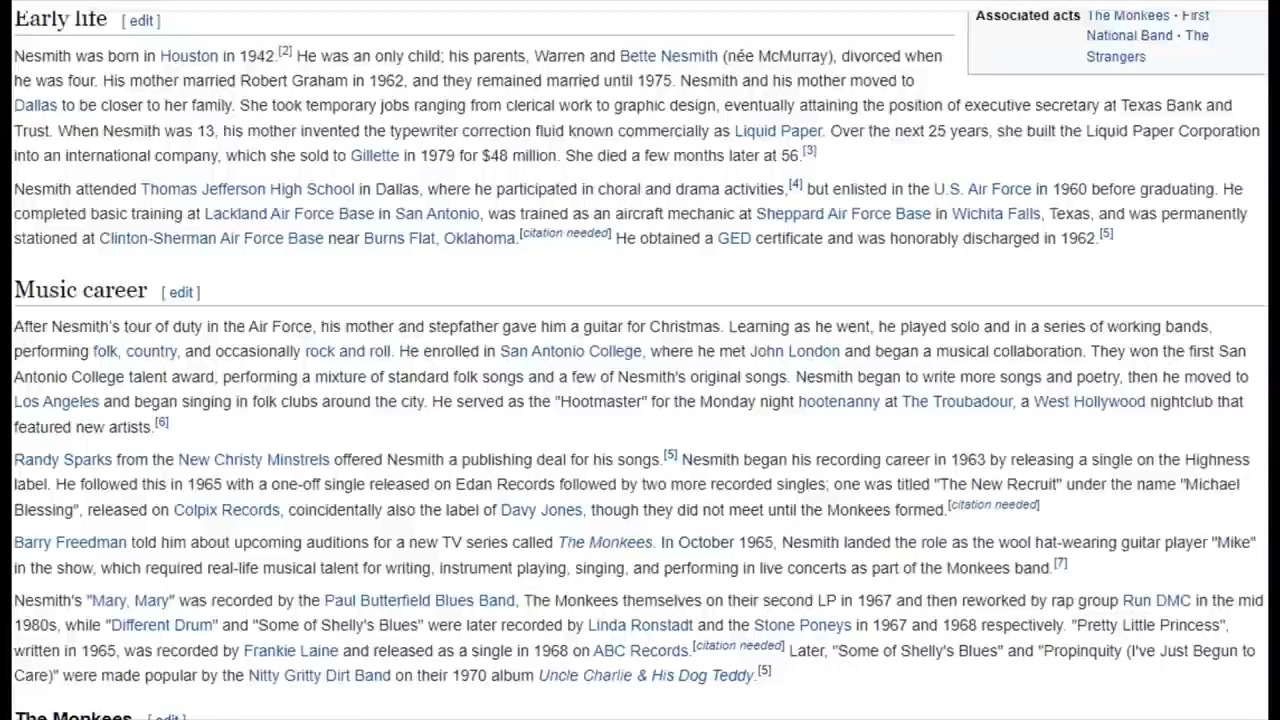 Early life [ edit ]
Associated acts The Monkees · First
National Band · The
Strangers
Nesmith was born in Houston in 1942.[2] He was an only child; his parents, Warren and Bette Nesmith (née McMurray), divorced when
he was four. His mother married Robert Graham in 1962, and they remained married until 1975. Nesmith and his mother moved to
Dallas to be closer to her family. She took temporary jobs ranging from clerical work to graphic design, eventually attaining the position of executive secretary at Texas Bank and
Trust. When Nesmith was 13, his mother invented the typewriter correction fluid known commercially as Liquid Paper. Over the next 25 years, she built the Liquid Paper Corporation
into an international company, which she sold to Gillette in 1979 for $48 million. She died a few months later at 56.[3]
Nesmith attended Thomas Jefferson High School in Dallas, where he participated in choral and drama activities,[4] but enlisted in the U.S. Air Force in 1960 before graduating. He
completed basic training at Lackland Air Force Base in San Antonio, was trained as an aircraft mechanic at Sheppard Air Force Base in Wichita Falls, Texas, and was permanently
stationed at Clinton-Sherman Air Force Base near Burns Flat, Oklahoma.[citation needed] He obtained a GED certificate and was honorably discharged in 1962.[5]
Music career [ edit ]
After Nesmith's tour of duty in the Air Force, his mother and stepfather gave him a guitar for Christmas. Learning as he went, he played solo and in a series of working bands,
performing folk, country, and occasionally rock and roll. He enrolled in San Antonio College, where he met John London and began a musical collaboration. They won the first San
Antonio College talent award, performing a mixture of standard folk songs and a few of Nesmith's original songs. Nesmith began to write more songs and poetry, then he moved to
Los Angeles and began singing in folk clubs around the city. He served as the "Hootmaster" for the Monday night hootenanny at The Troubadour, a West Hollywood nightclub that
featured new artists.[6]
Randy Sparks from the New Christy Minstrels offered Nesmith a publishing deal for his songs.[5] Nesmith began his recording career in 1963 by releasing a single on the Highness
label. He followed this in 1965 with a one-off single released on Edan Records followed by two more recorded singles; one was titled "The New Recruit" under the name "Michael
Blessing", released on Colpix Records, coincidentally also the label of Davy Jones, though they did not meet until the Monkees formed.[citation needed]
Barry Freedman told him about upcoming auditions for a new TV series called The Monkees. In October 1965, Nesmith landed the role as the wool hat-wearing guitar player "Mike"
in the show, which required real-life musical talent for writing, instrument playing, singing, and performing in live concerts as part of the Monkees band.[7]
Nesmith's "Mary, Mary" was recorded by the Paul Butterfield Blues Band, The Monkees themselves on their second LP in 1967 and then reworked by rap group Run DMC in the mid
1980s, while "Different Drum" and "Some of Shelly's Blues" were later recorded by Linda Ronstadt and the Stone Poneys in 1967 and 1968 respectively. "Pretty Little Princess",
written in 1965, was recorded by Frankie Laine and released as a single in 1968 on ABC Records.[citation needed] Later, "Some of Shelly's Blues" and "Propinquity (I've Just Begun to
Care)" were made popular by the Nitty Gritty Dirt Band on their 1970 album Uncle Charlie & His Dog Teddy.[5]
The Monkees [ edit ]